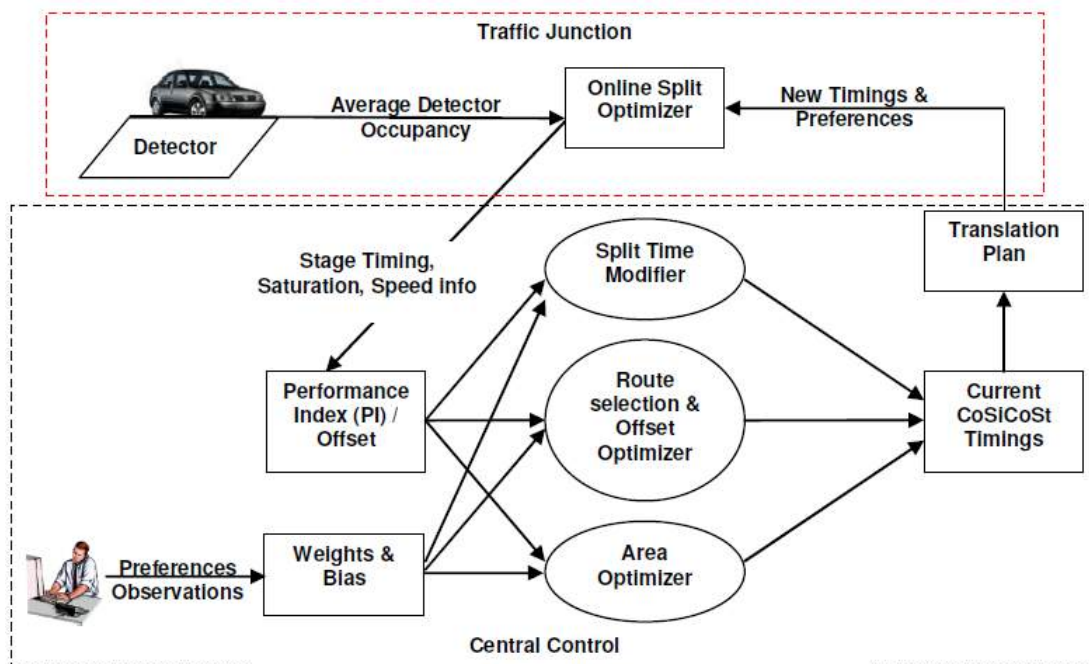 Traffic Junction
Detector
Average Detector
Occupancy
Online Split
Optimizer
New Timings &
Preferences
Stage Timing,
Saturation, Speed info
Split Time
Modifier
Translation
Plan
Performance
Index (PI) /
Offset
Route
selection &
Offset
Optimizer
Current
CoSiCoSt
Timings
Preferences
Observations
Weights &
Bias
Area
Optimizer
Central Control